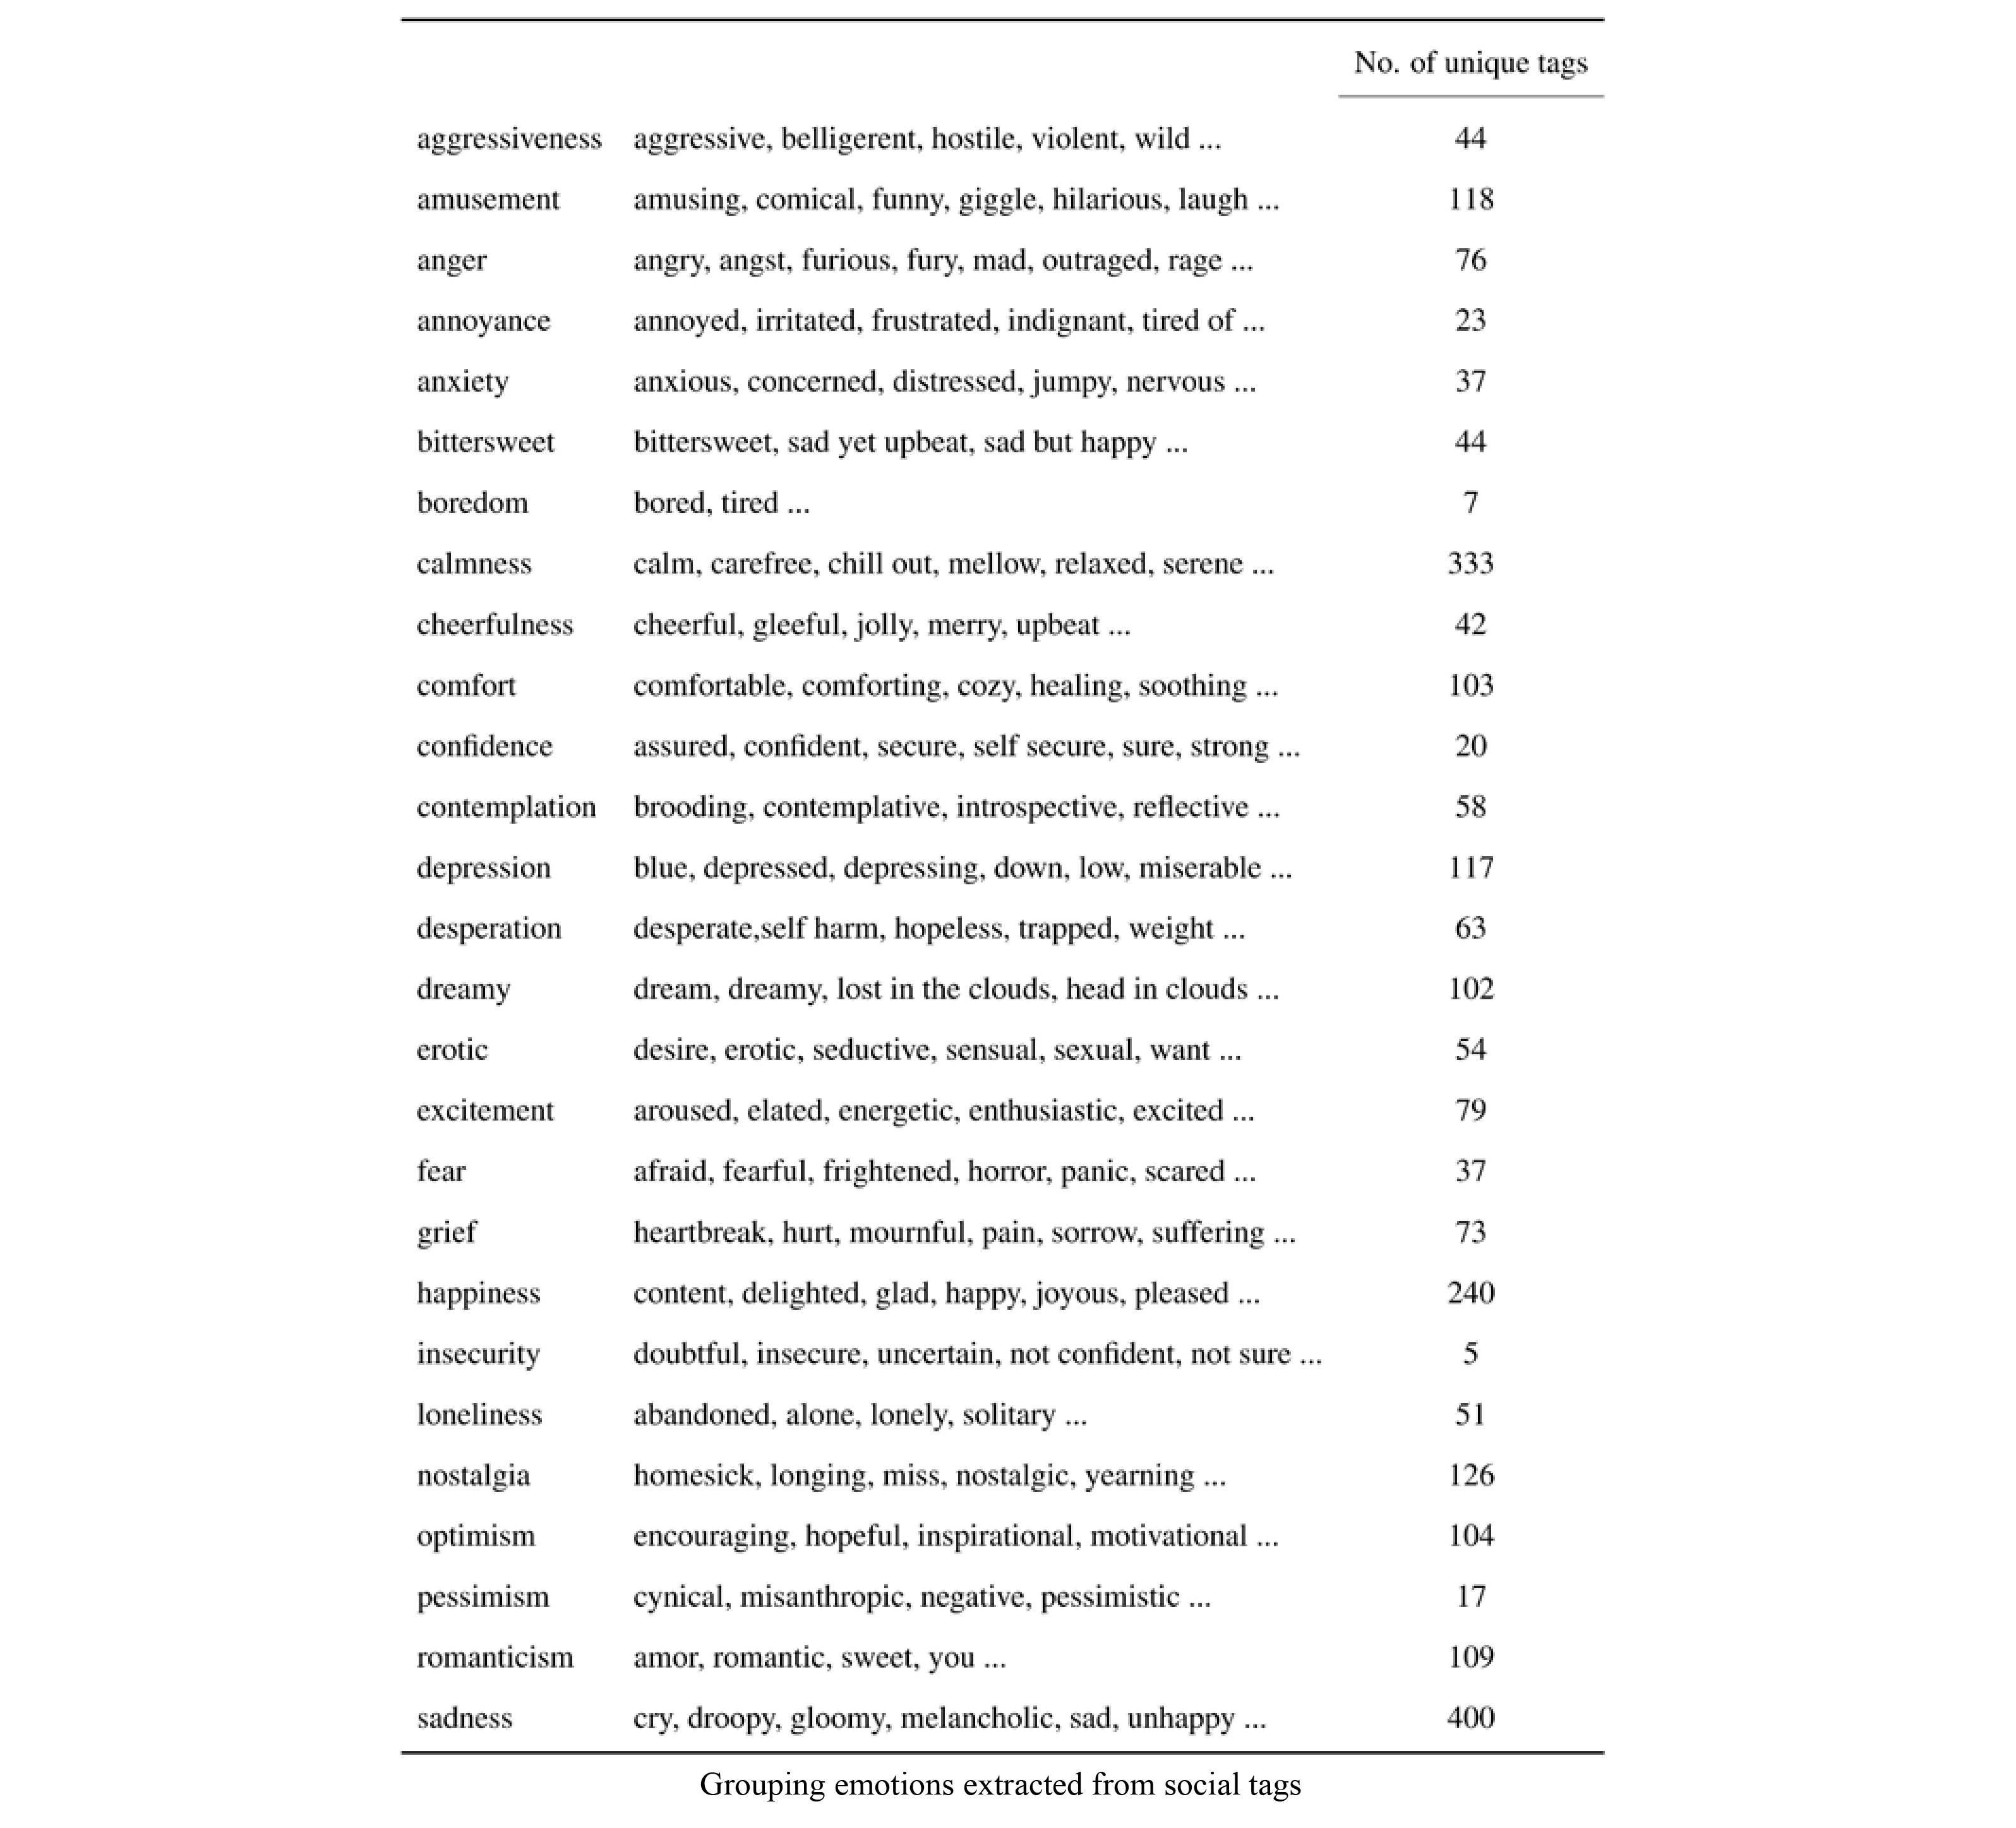 No. of unique tags
aggressiveness aggressive, belligerent, hostile, violent, wild ... 44
amusement amusing, comical, funny, giggle, hilarious, laugh ... 118
anger angry, angst, furious, fury, mad, outraged, rage ... 76
annoyance annoyed, irritated, frustrated, indignant, tired of ... 23
anxiety anxious, concerned, distressed, jumpy, nervous ... 37
bittersweet bittersweet, sad yet upbeat, sad but happy ... 44
boredom bored, tired ... 7
calmness calm, carefree, chill out, mellow, relaxed, serene ... 333
cheerfulness cheerful, gleeful, jolly, merry, upbeat ... 42
comfort comfortable, comforting, cozy, healing, soothing ... 103
confidence assured, confident, secure, self secure, sure, strong ... 20
contemplation brooding, contemplative, introspective, reflective ... 58
depression blue, depressed, depressing, down, low, miserable ... 117
desperation desperate,self harm, hopeless, trapped, weight ... 63
dreamy dream, dreamy, lost in the clouds, head in clouds ... 102
erotic desire, erotic, seductive, sensual, sexual, want ... 54
excitement aroused, elated, energetic, enthusiastic, excited ... 79
fear afraid, fearful, frightened, horror, panic, scared ... 37
grief heartbreak, hurt, mournful, pain, sorrow, suffering ... 73
happiness content, delighted, glad, happy, joyous, pleased ... 240
insecurity doubtful, insecure, uncertain, not confident, not sure ... 5
loneliness abandoned, alone, lonely, solitary ... 51
nostalgia homesick, longing, miss, nostalgic, yearning ... 126
optimism encouraging, hopeful, inspirational, motivational ... 104
pessimism cynical, misanthropic, negative, pessimistic ... 17
romanticism amor, romantic, sweet, you ... 109
sadness cry, droopy, gloomy, melancholic, sad, unhappy ... 400
Grouping emotions extracted from social tags